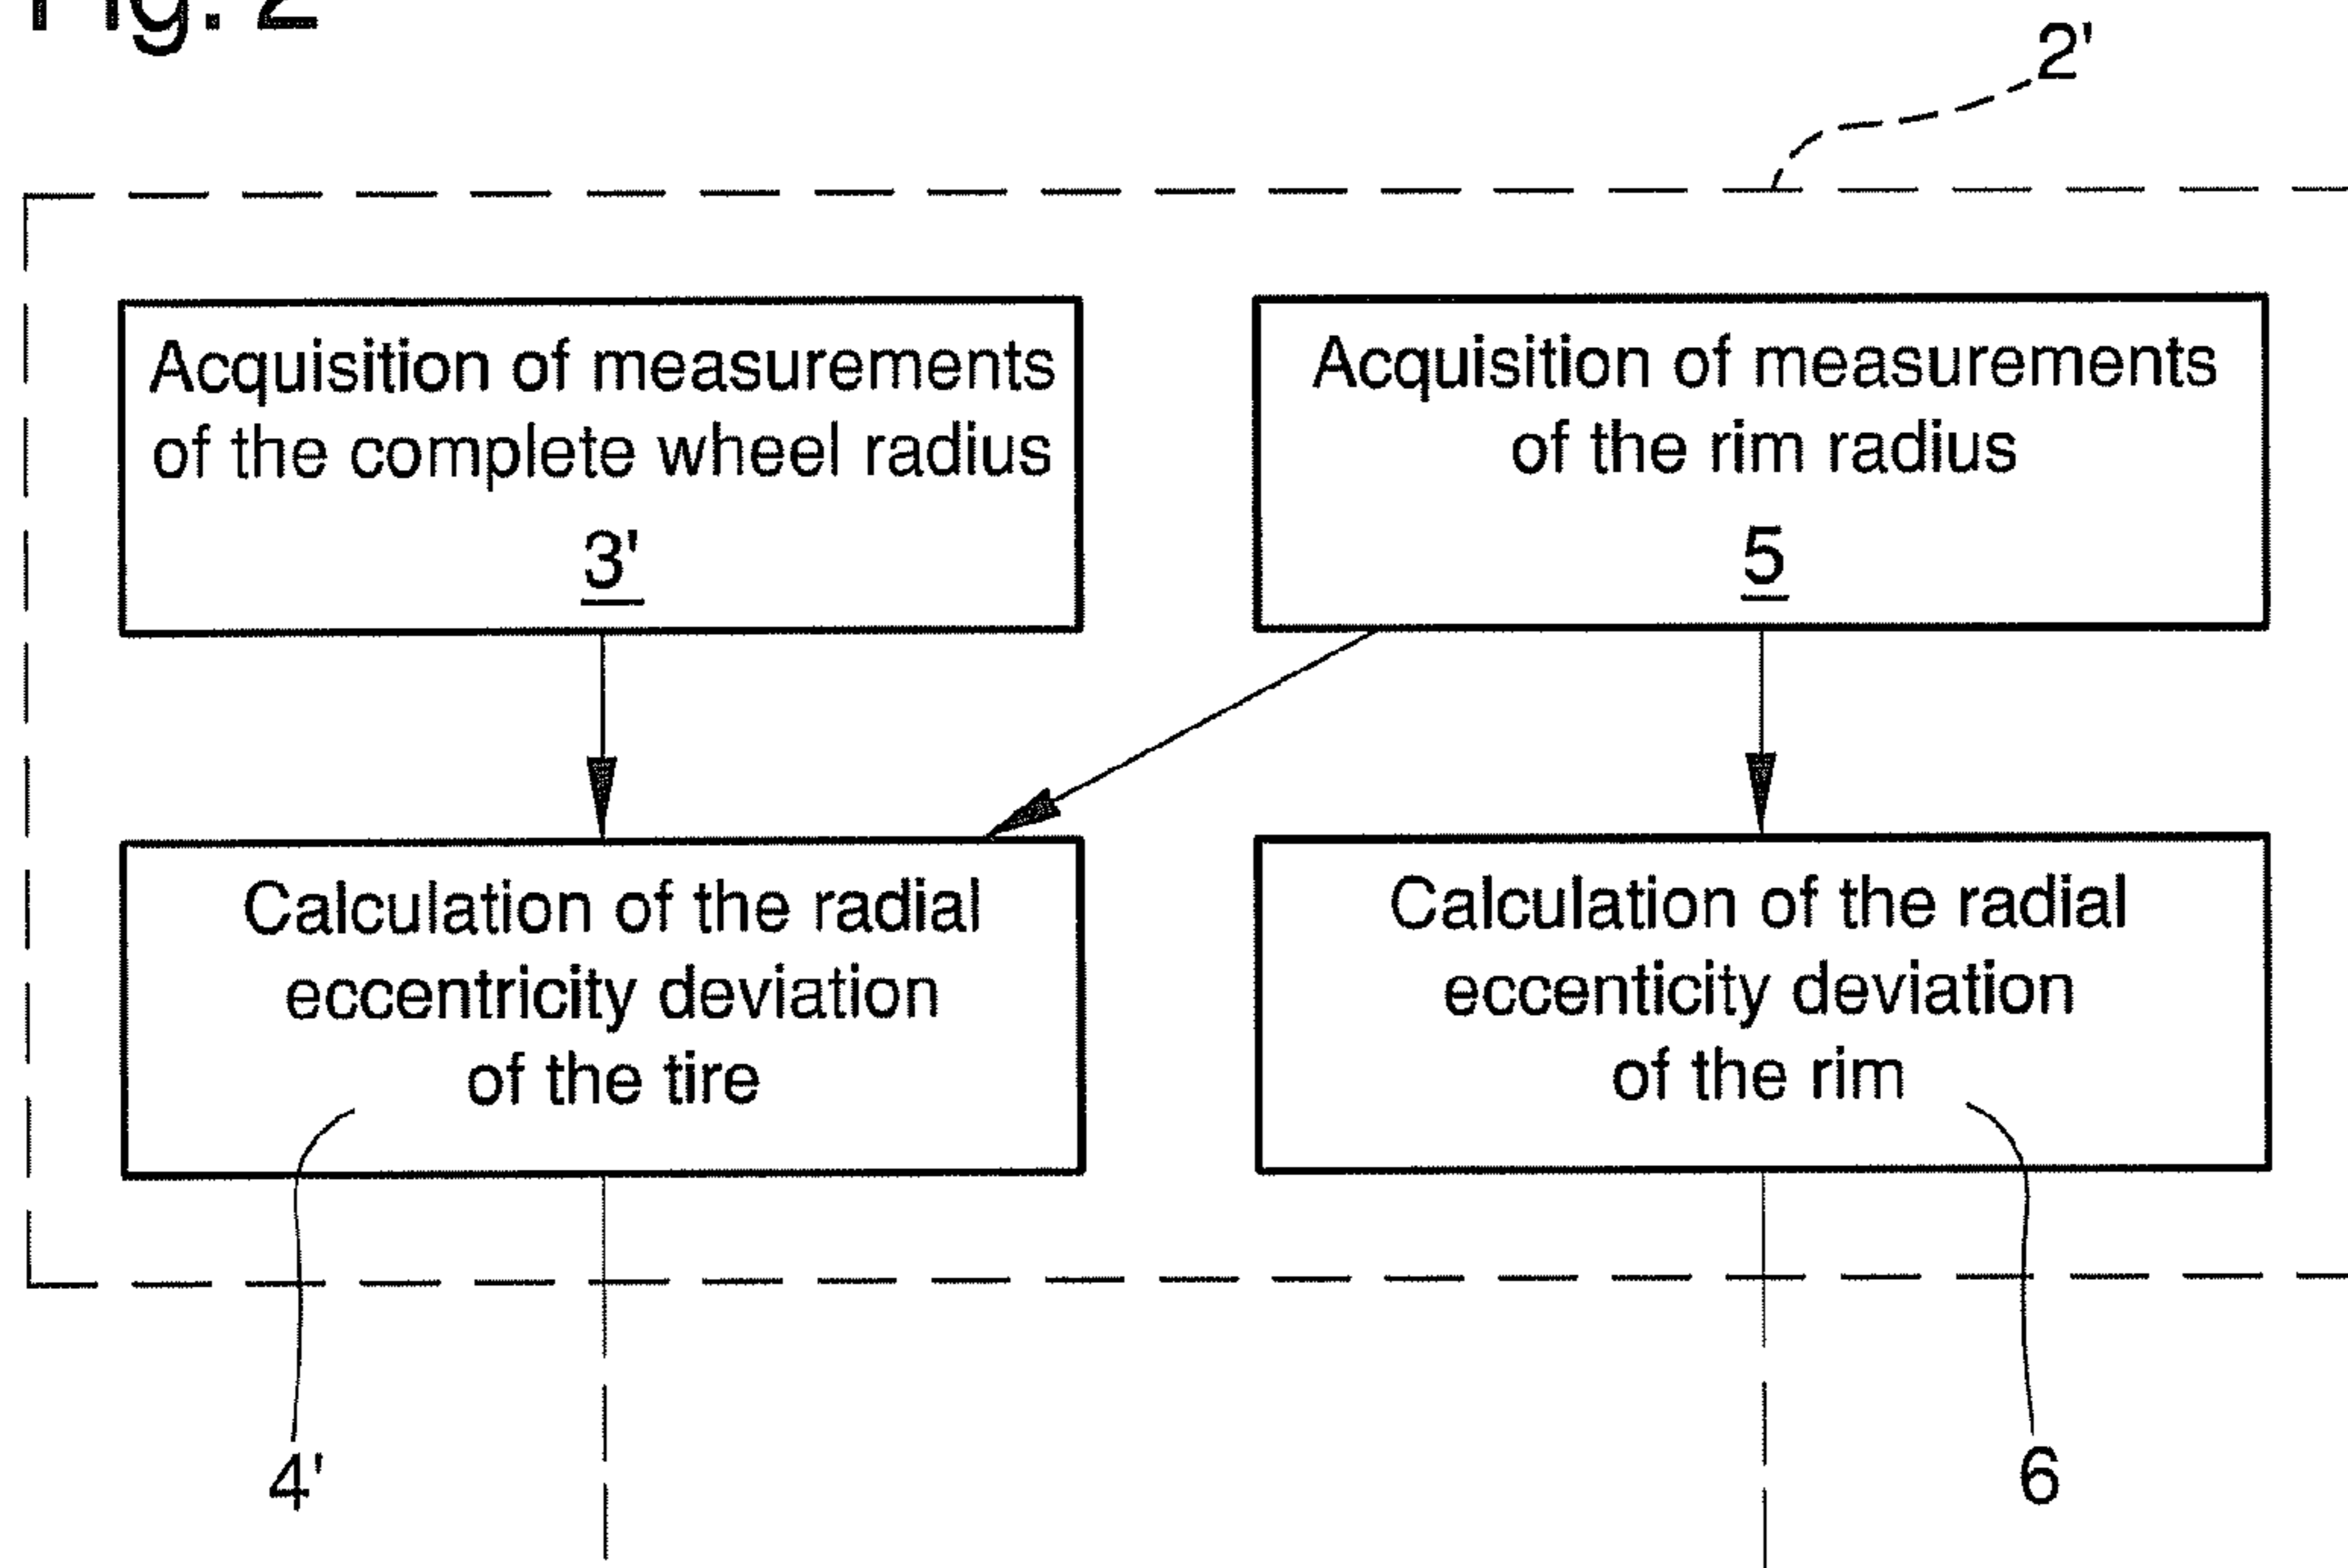 Fig. 2
2'
Acquisition of measurements
of the complete wheel radius
3'
Acquisition of measurements
of the rim radius
5
Calculation of the radial
eccentricity deviation
of the tire
Calculation of the radial
eccenticity deviation
of the rim
4'
6